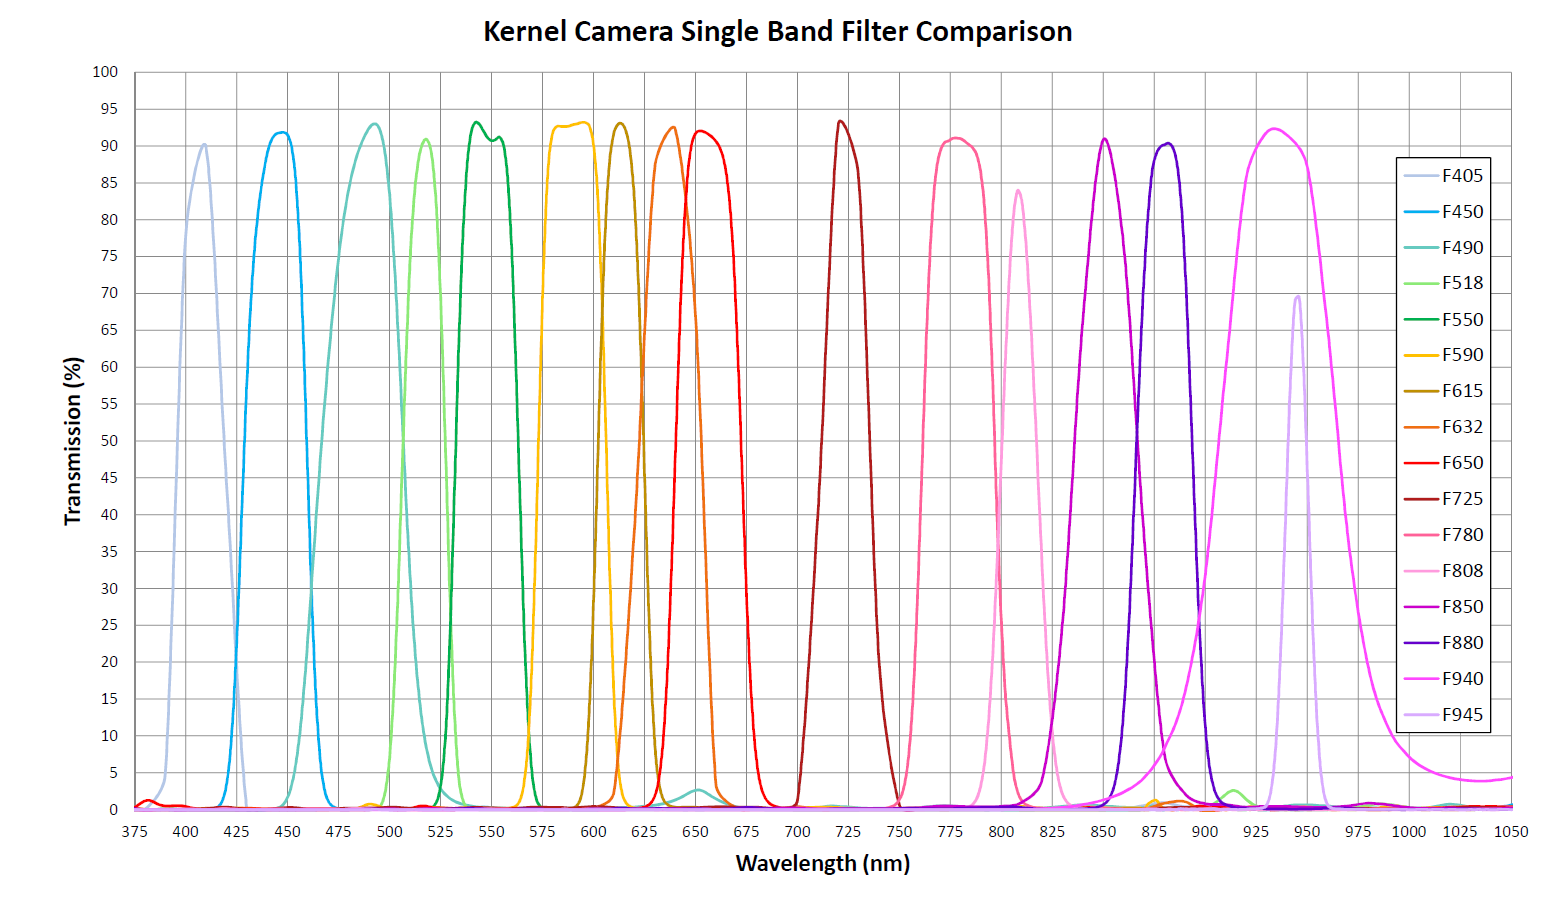 Kernel Camera Single Band Filter Comparison
100
95
90
85
80
75
70
65
60
55
50
45
40
35
30
25
20
15
10
5
0
Transmission (%)
375 400 425 450 475 500 525 550 575 600 625 650 675 700 725 750 775 800 825 850 875 900 925 950 975 1000 1025 1050
Wavelength (nm)
F405
F450
F490
F518
F550
F590
F615
F632
F650
F725
F780
F808
F850
F880
F940
F945